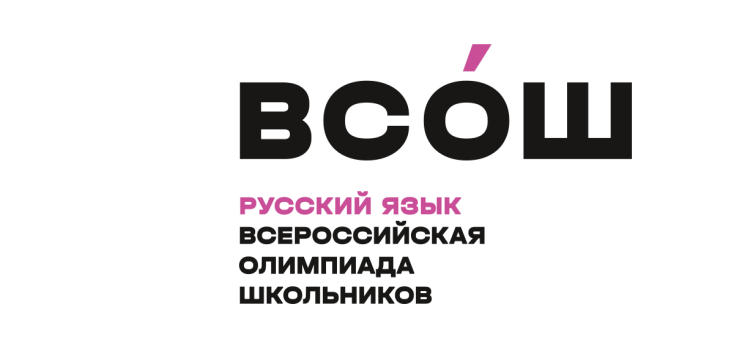 ВСО́Ш
РУССКИЙ ЯЗЫК
ВСЕРОССИЙСКАЯ
ОЛИМПИАДА
ШКОЛЬНИКОВ